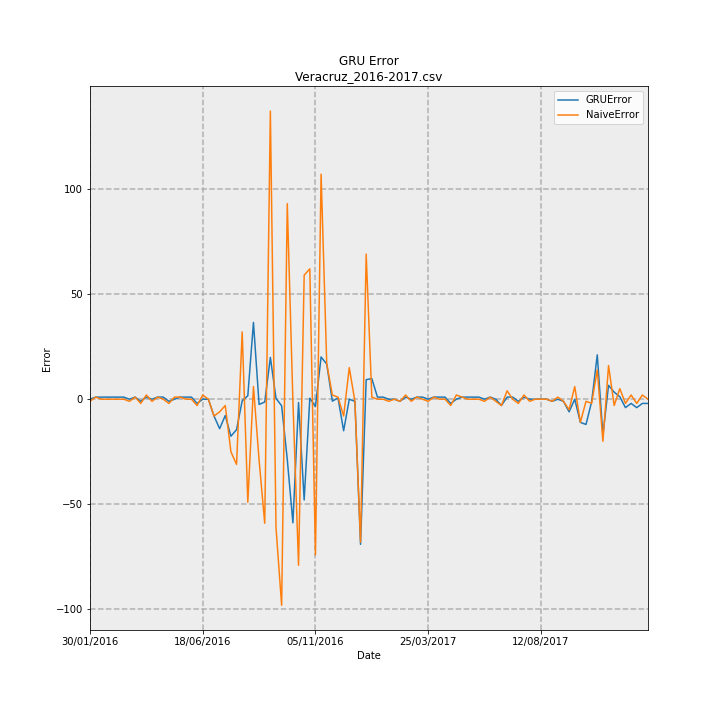 GRU Error
Veracruz_2016-2017.csv
GRUError
NaiveError
100
50
0
−50
−100
Error
30/01/2016
18/06/2016
05/11/2016
25/03/2017
12/08/2017
Date